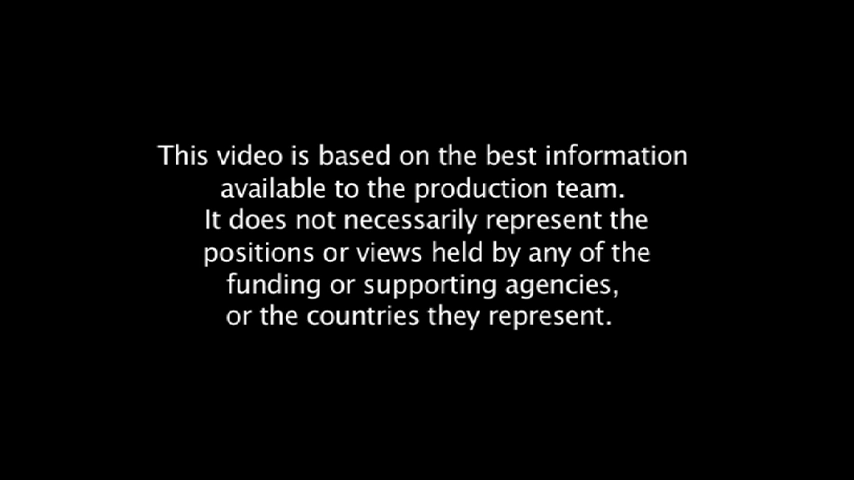 This video is based on the best information
available to the production team.
It does not necessarily represent the
positions or views held by any of the
funding or supporting agencies,
or the countries they represent.